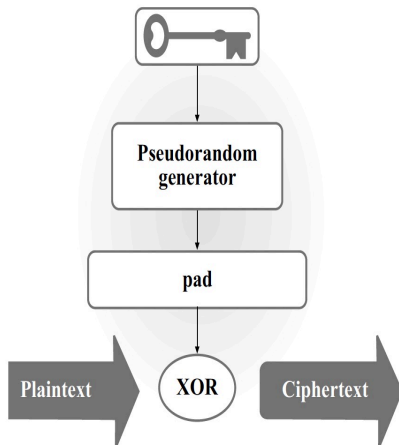 Pseudorandom
generator
pad
Plaintext
XOR
Ciphertext